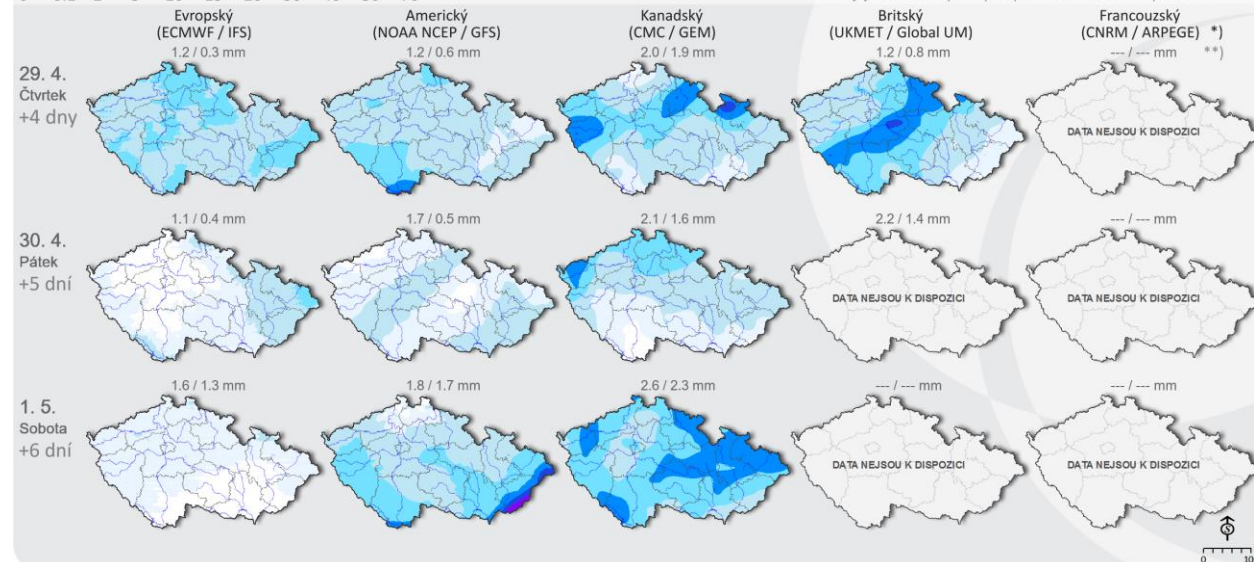 Evropský Americký Kanadský Britský Francouzský
(ECMWF / IFS) (NOAA NCEP / GFS) (CMC / GEM) (UKMET / Global UM) (CNRM / ARPEGE) *)
1.2 / 0.3 mm 1.2 / 0.6 mm 2.0 / 1.9 mm 1.2 / 0.8 mm --- / --- mm **)
29. 4.
Čtvrtek
+4 dny
DATA NEJSOU K DISPOZICI
1.1 / 0.4 mm 1.7 / 0.5 mm 2.1 / 1.6 mm 2.2 / 1.4 mm --- / --- mm
30. 4.
Pátek
+5 dní
DATA NEJSOU K DISPOZICI DATA NEJSOU K DISPOZICI
1.6 / 1.3 mm 1.8 / 1.7 mm 2.6 / 2.3 mm --- / --- mm --- / --- mm
1. 5.
Sobota
+6 dní
DATA NEJSOU K DISPOZICI DATA NEJSOU K DISPOZICI
S
0 10